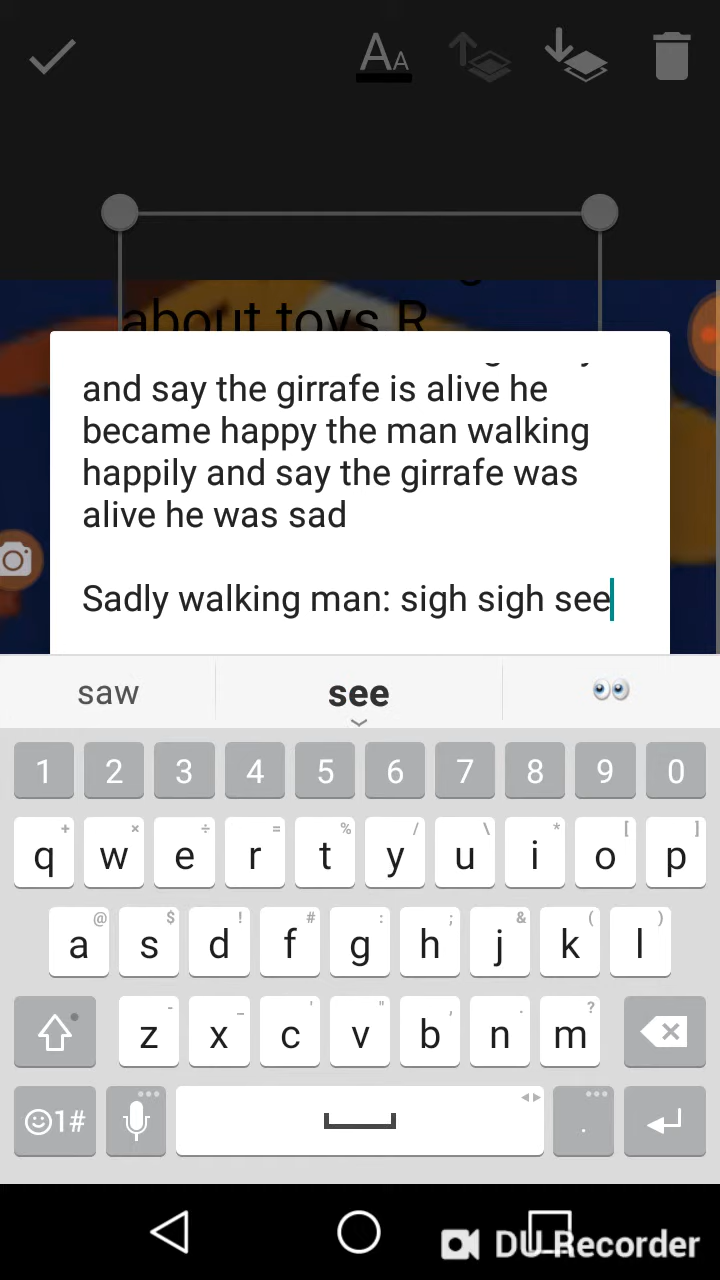 AA
about toys R
and say the girrafe is alive he
became happy the man walking
happily and say the girrafe was
alive he was sad
Sadly walking man: sigh sigh see
saw see 👀
1 2 3 4 5 6 7 8 9 0
+ × ÷ = % / \ * [ ]
q w e r t y u i o p
@ $ ! # : ; & ( )
a s d f g h j k l
- _ ' " , . ?
z x c v b n m
☺1# .
DU Recorder